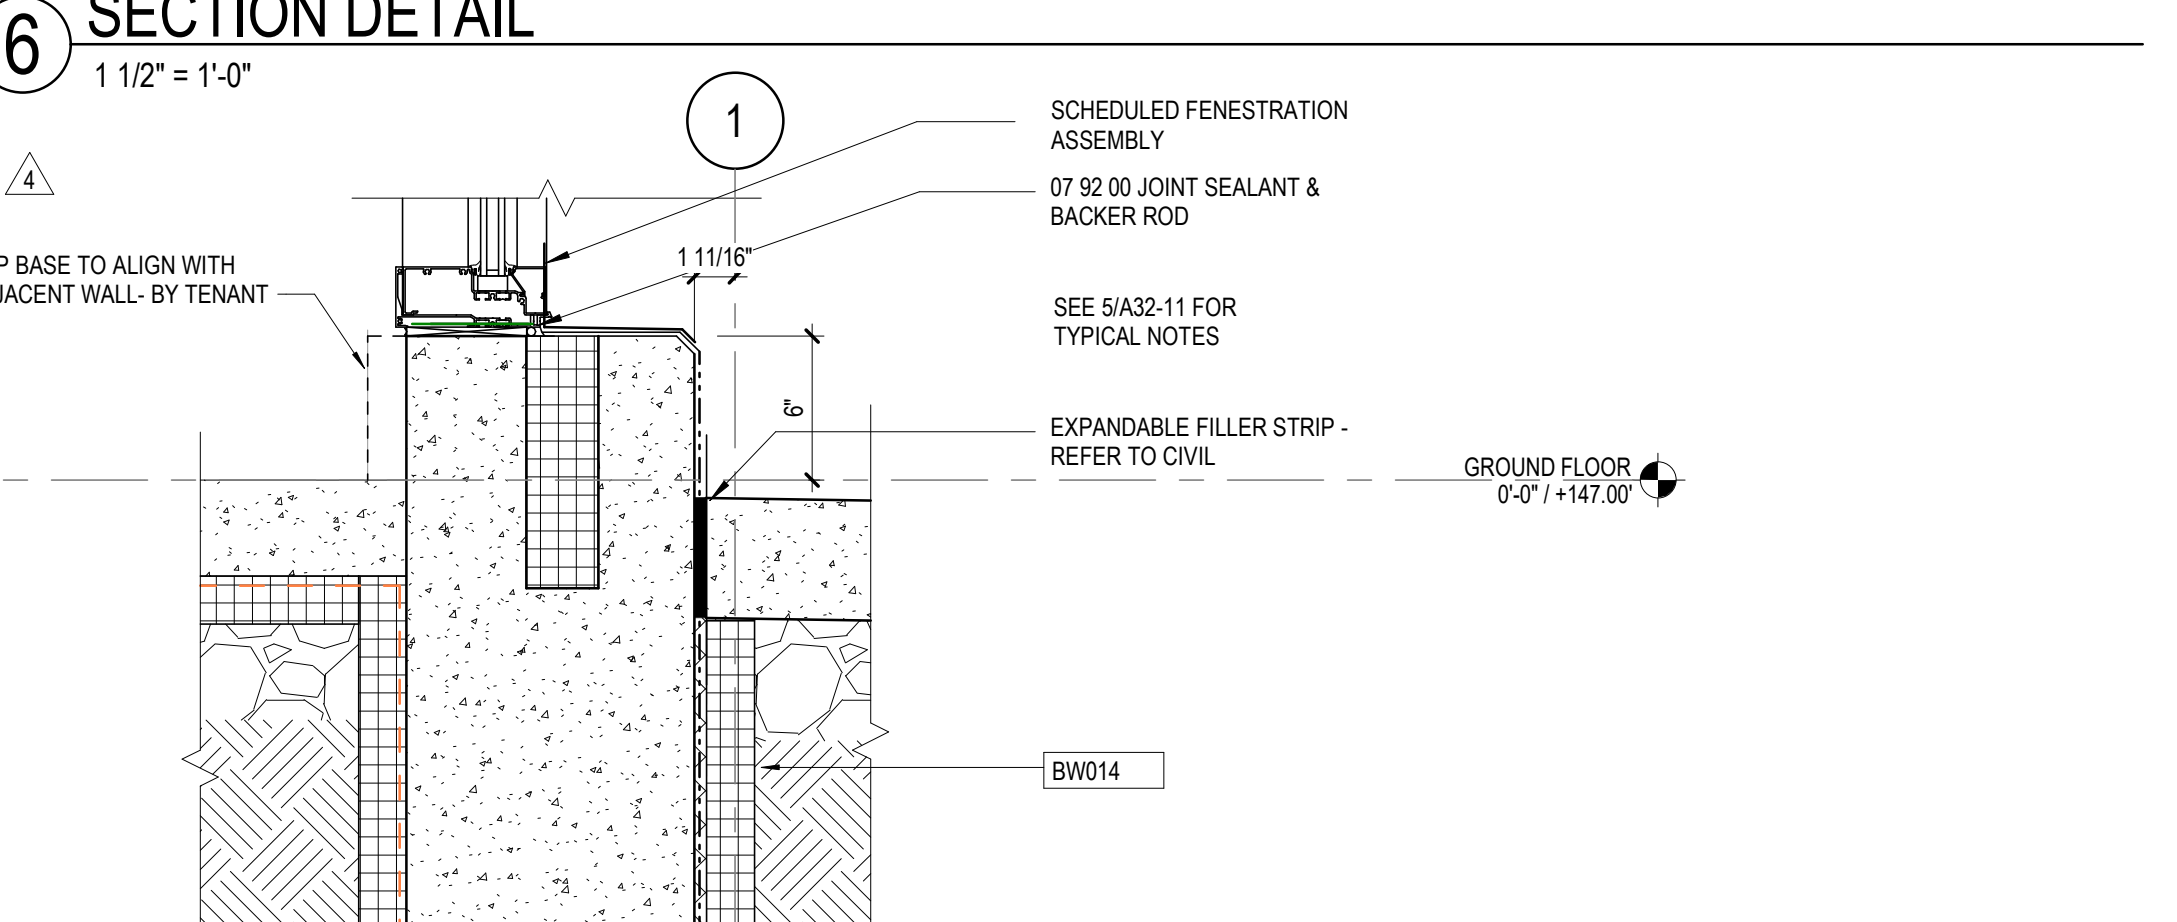 6 SECTION DETAIL
1 1/2" = 1'-0"
1
4
SCHEDULED FENESTRATION
ASSEMBLY
07 92 00 JOINT SEALANT &
BACKER ROD
1 11/16"
P BASE TO ALIGN WITH
JACENT WALL- BY TENANT
SEE 5/A32-11 FOR
TYPICAL NOTES
6"
EXPANDABLE FILLER STRIP -
REFER TO CIVIL
GROUND FLOOR
0'-0" / +147.00'
BW014